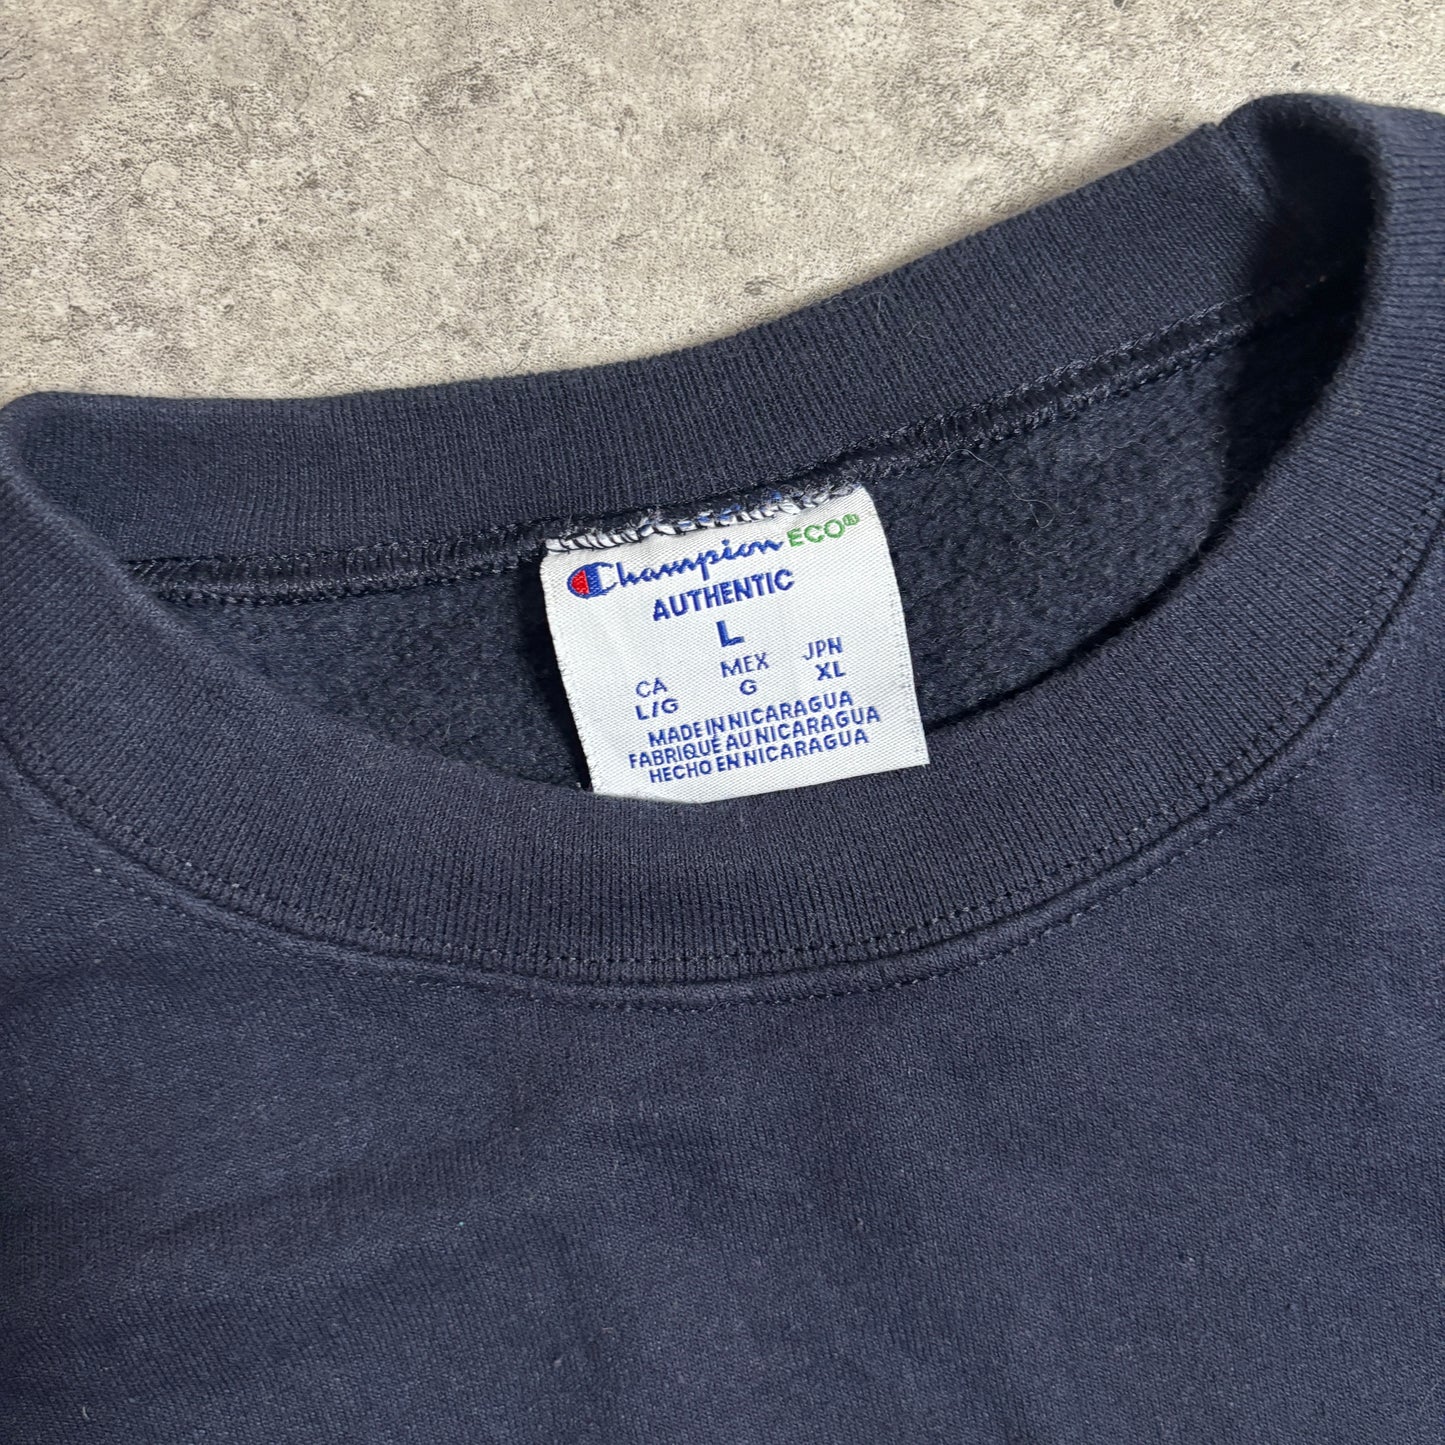 Champion ECO®
AUTHENTIC
L
CA MEX JPN
L/G G XL
MADE IN NICARAGUA
FABRIQUÉ AU NICARAGUA
HECHO EN NICARAGUA